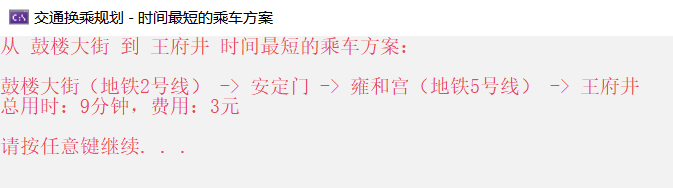 交通换乘规划 - 时间最短的乘车方案
从 鼓楼大街 到 王府井 时间最短的乘车方案：
鼓楼大街（地铁2号线） -> 安定门 -> 雍和宫（地铁5号线） -> 王府井
总用时：9分钟，费用：3元
请按任意键继续. . .